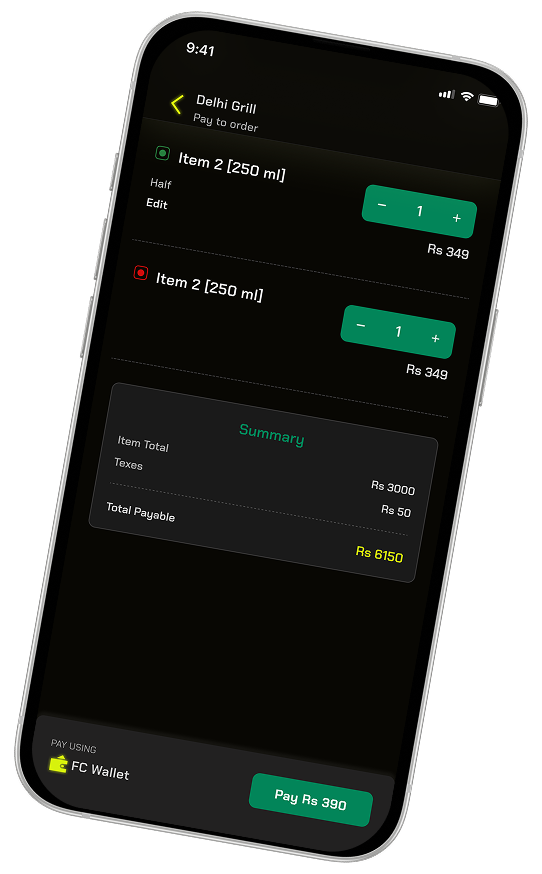 9:41
Delhi Grill
Pay to order
Item 2 [250 ml]
Half
Edit
− 1 +
Rs 349
Item 2 [250 ml]
− 1 +
Rs 349
Summary
Item Total Rs 3000
Texes Rs 50
Total Payable Rs 6150
PAY USING
FC Wallet
Pay Rs 390